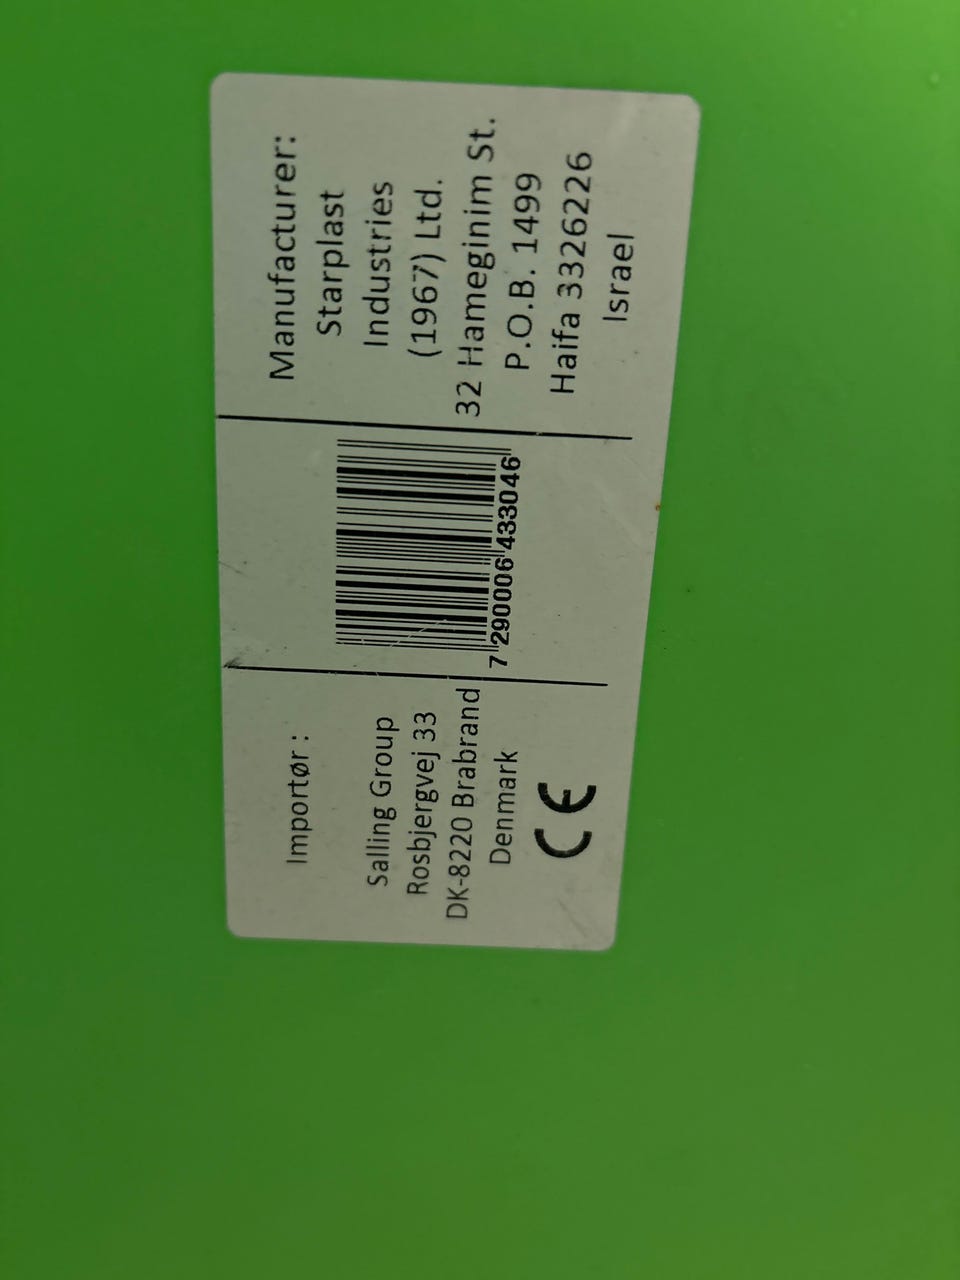 Importør :
Salling Group
Rosbjergvej 33
DK-8220 Brabrand
Denmark
CE
7 290006 433046
Manufacturer:
Starplast
Industries
(1967) Ltd.
32 Hameginim St.
P.O.B. 1499
Haifa 3326226
Israel